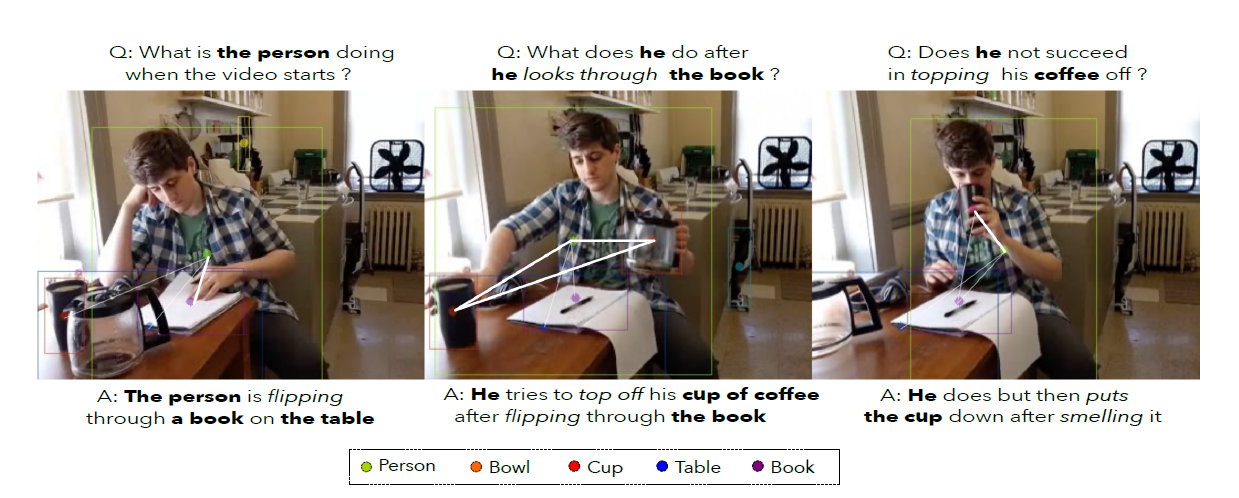 Q: What is the person doing
when the video starts ?
Q: What does he do after
he looks through the book ?
Q: Does he not succeed
in topping his coffee off ?
A: The person is flipping
through a book on the table
A: He tries to top off his cup of coffee
after flipping through the book
A: He does but then puts
the cup down after smelling it
Person
Bowl
Cup
Table
Book